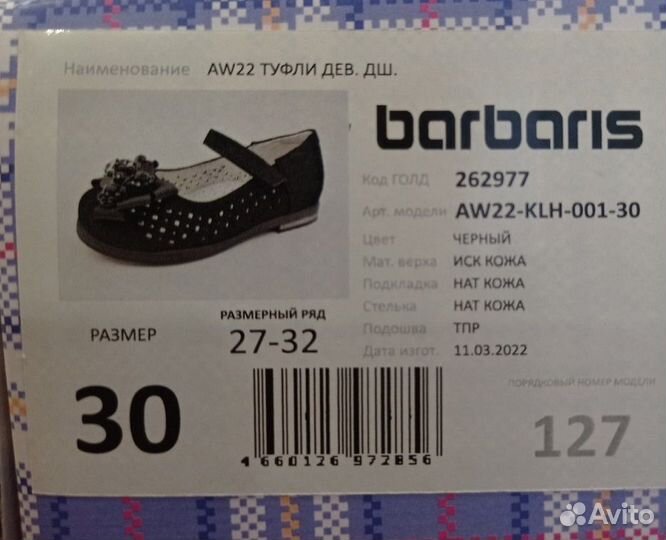 Наименование AW22 ТУФЛИ ДЕВ. ДШ.
barbaris
Код ГОЛД 262977
Арт. модели AW22-KLH-001-30
Цвет ЧЕРНЫЙ
Мат. верха ИСК КОЖА
Подкладка НАТ КОЖА
Стелька НАТ КОЖА
Подошва ТПР
Дата изгот. 11.03.2022
РАЗМЕР
30
РАЗМЕРНЫЙ РЯД
27-32
4 660126 972856
ПОРЯДКОВЫЙ НОМЕР МОДЕЛИ
127
Avito